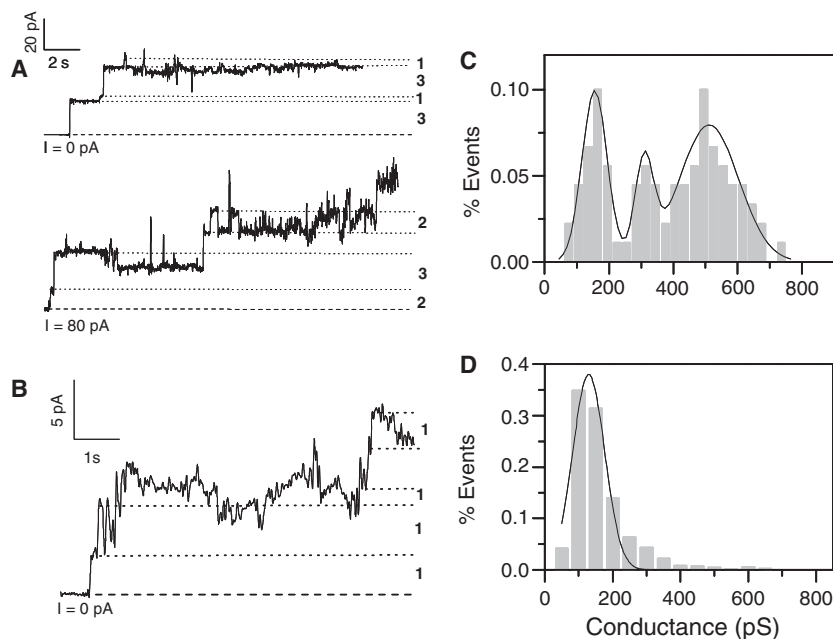 A
20 pA
2 s
1
3
1
3
I = 0 pA
2
3
2
I = 80 pA
B
5 pA
1s
1
1
1
1
I = 0 pA
C
% Events
0.10
0.05
0.00
0 200 400 600 800
D
% Events
0.4
0.3
0.2
0.1
0.0
0 200 400 600 800
Conductance (pS)